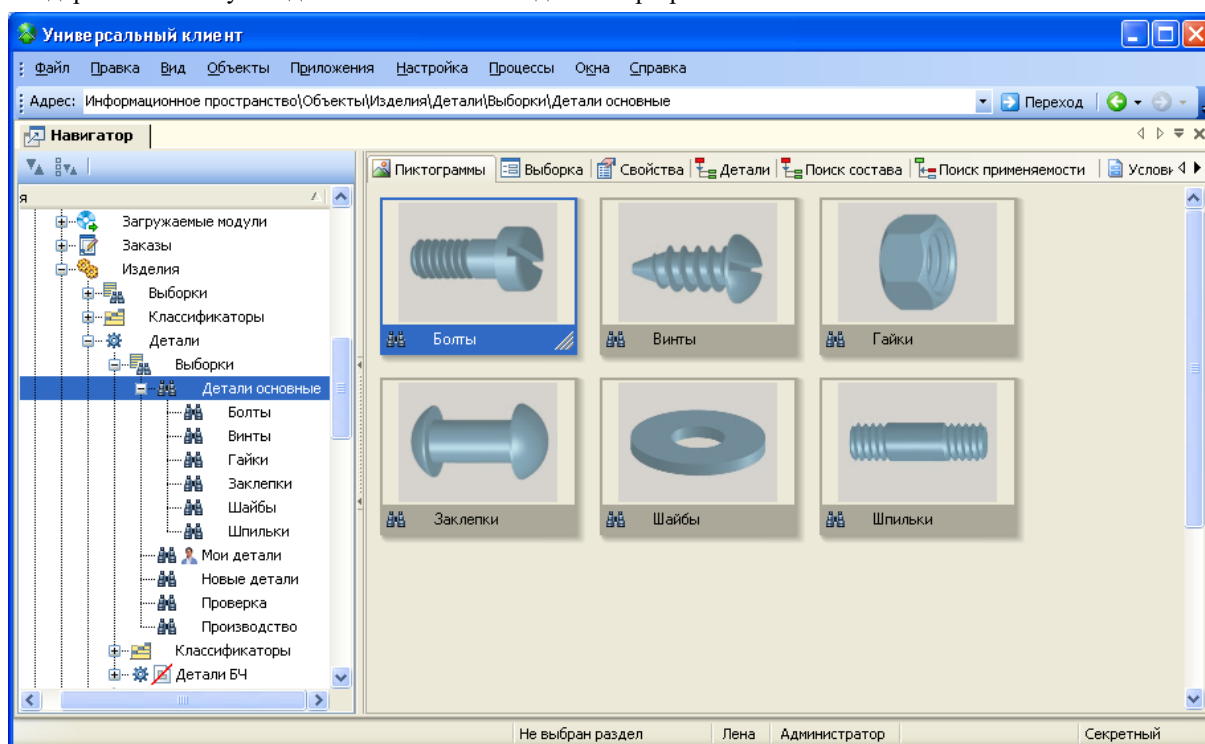 Универсальный клиент
Файл Правка Вид Объекты Приложения Настройка Процессы Окна Справка
Адрес: Информационное пространство\Объекты\Изделия\Детали\Выборки\Детали основные Переход
Навигатор
я
Загружаемые модули
Заказы
Изделия
Выборки
Классификаторы
Детали
Выборки
Детали основные
Болты
Винты
Гайки
Заклепки
Шайбы
Шпильки
Мои детали
Новые детали
Проверка
Производство
Классификаторы
Детали БЧ
Пиктограммы Выборка Свойства Детали Поиск состава Поиск применяемости
Болты Винты Гайки
Заклепки Шайбы Шпильки
Не выбран раздел Лена Администратор Секретный